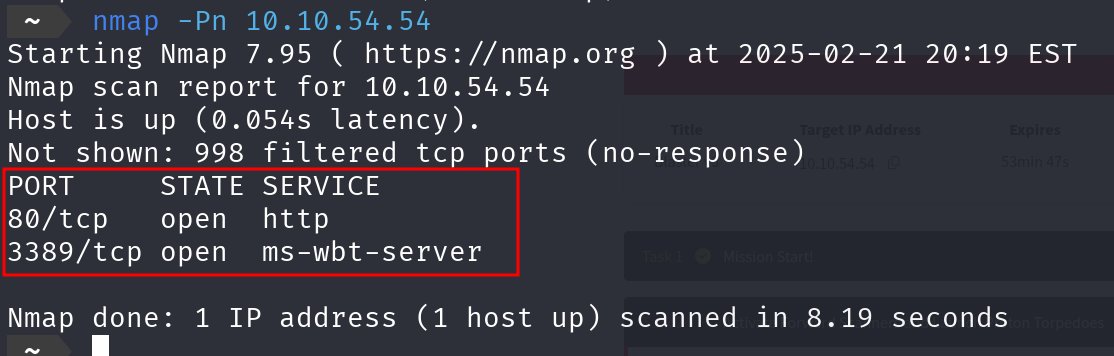 ~ nmap -Pn 10.10.54.54
Starting Nmap 7.95 ( https://nmap.org ) at 2025-02-21 20:19 EST
Nmap scan report for 10.10.54.54
Host is up (0.054s latency).
Title Target IP Address Expires
Not shown: 998 filtered tcp ports (no-response)
10.10.54.54 53min 47s
PORT STATE SERVICE
80/tcp open http
3389/tcp open ms-wbt-server
Task 1 Mission Start!
Nmap done: 1 IP address (1 host up) scanned in 8.19 seconds
Torpedoes
~